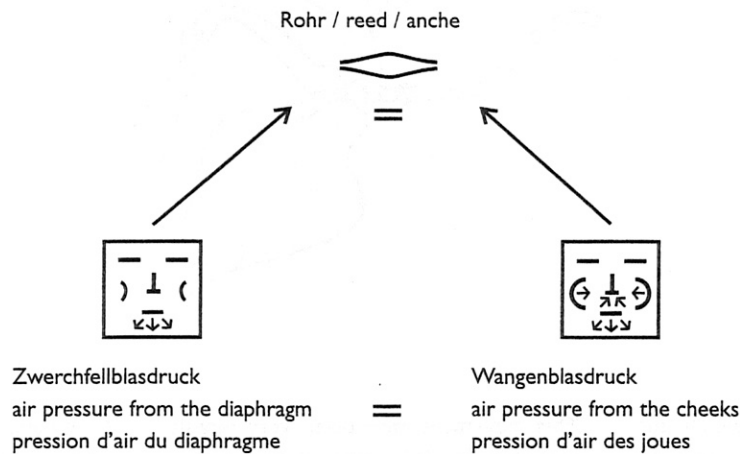 Rohr / reed / anche
=
Zwerchfellblasdruck
air pressure from the diaphragm
pression d'air du diaphragme
=
Wangenblasdruck
air pressure from the cheeks
pression d'air des joues